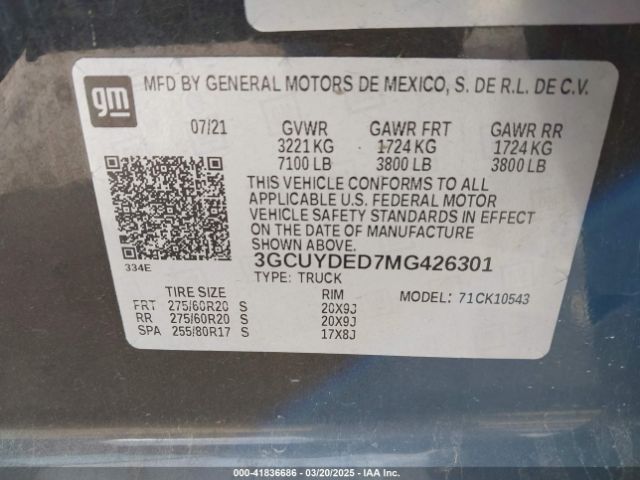 gm
MFD BY GENERAL MOTORS DE MEXICO, S. DE R.L. DE C.V.
07/21 GVWR GAWR FRT GAWR RR
3221 KG 1724 KG 1724 KG
7100 LB 3800 LB 3800 LB
THIS VEHICLE CONFORMS TO ALL
APPLICABLE U.S. FEDERAL MOTOR
VEHICLE SAFETY STANDARDS IN EFFECT
ON THE DATE OF MANUFACTURE
SHOWN ABOVE.
334E
3GCUYDED7MG426301
TYPE: TRUCK
TIRE SIZE RIM MODEL: 71CK10543
FRT 275/60R20 S 20X9J
RR 275/60R20 S 20X9J
SPA 255/80R17 S 17X8J
000-41836686 - 03/20/2025 - IAA Inc.